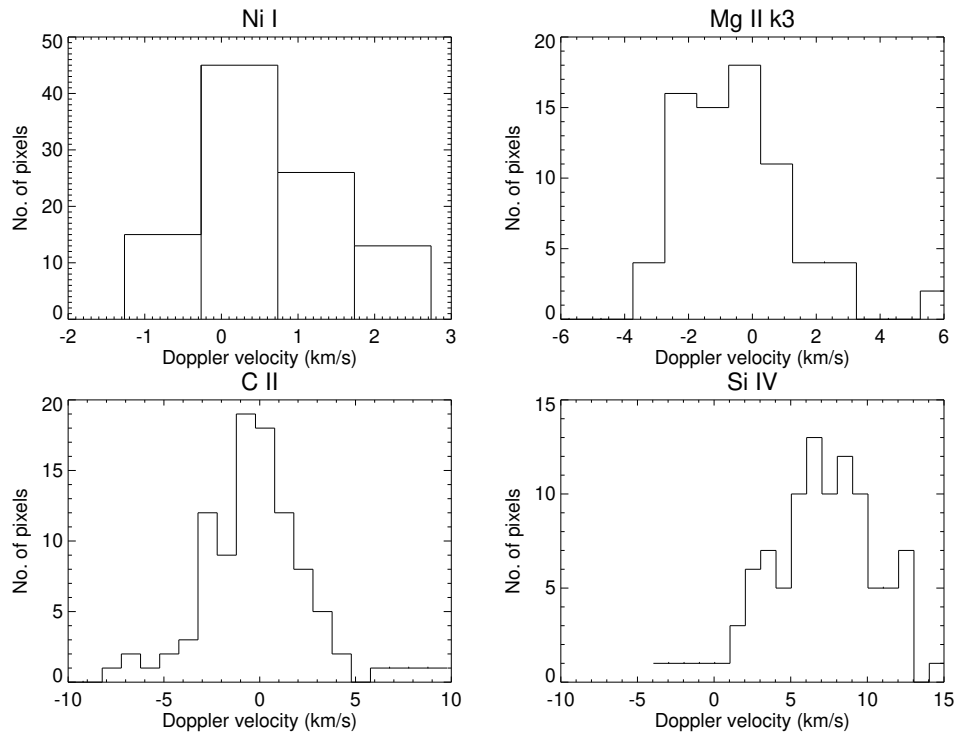 Ni I
50
40
30
20
10
0
No. of pixels
-2 -1 0 1 2 3
Doppler velocity (km/s)
Mg II k3
20
15
10
5
0
No. of pixels
-6 -4 -2 0 2 4 6
Doppler velocity (km/s)
C II
20
15
10
5
0
No. of pixels
-10 -5 0 5 10
Doppler velocity (km/s)
Si IV
15
10
5
0
No. of pixels
-10 -5 0 5 10 15
Doppler velocity (km/s)